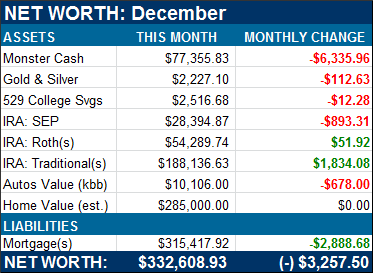 NET WORTH: December
ASSETS THIS MONTH MONTHLY CHANGE
Monster Cash $77,355.83 -$6,335.96
Gold & Silver $2,227.10 -$112.63
529 College Svgs $2,516.68 -$12.28
IRA: SEP $28,394.87 -$893.31
IRA: Roth(s) $54,289.74 $51.92
IRA: Traditional(s) $188,136.63 $1,834.08
Autos Value (kbb) $10,106.00 -$678.00
Home Value (est.) $285,000.00 $0.00
LIABILITIES
Mortgage(s) $315,417.92 -$2,888.68
NET WORTH: $332,608.93 (-) $3,257.50